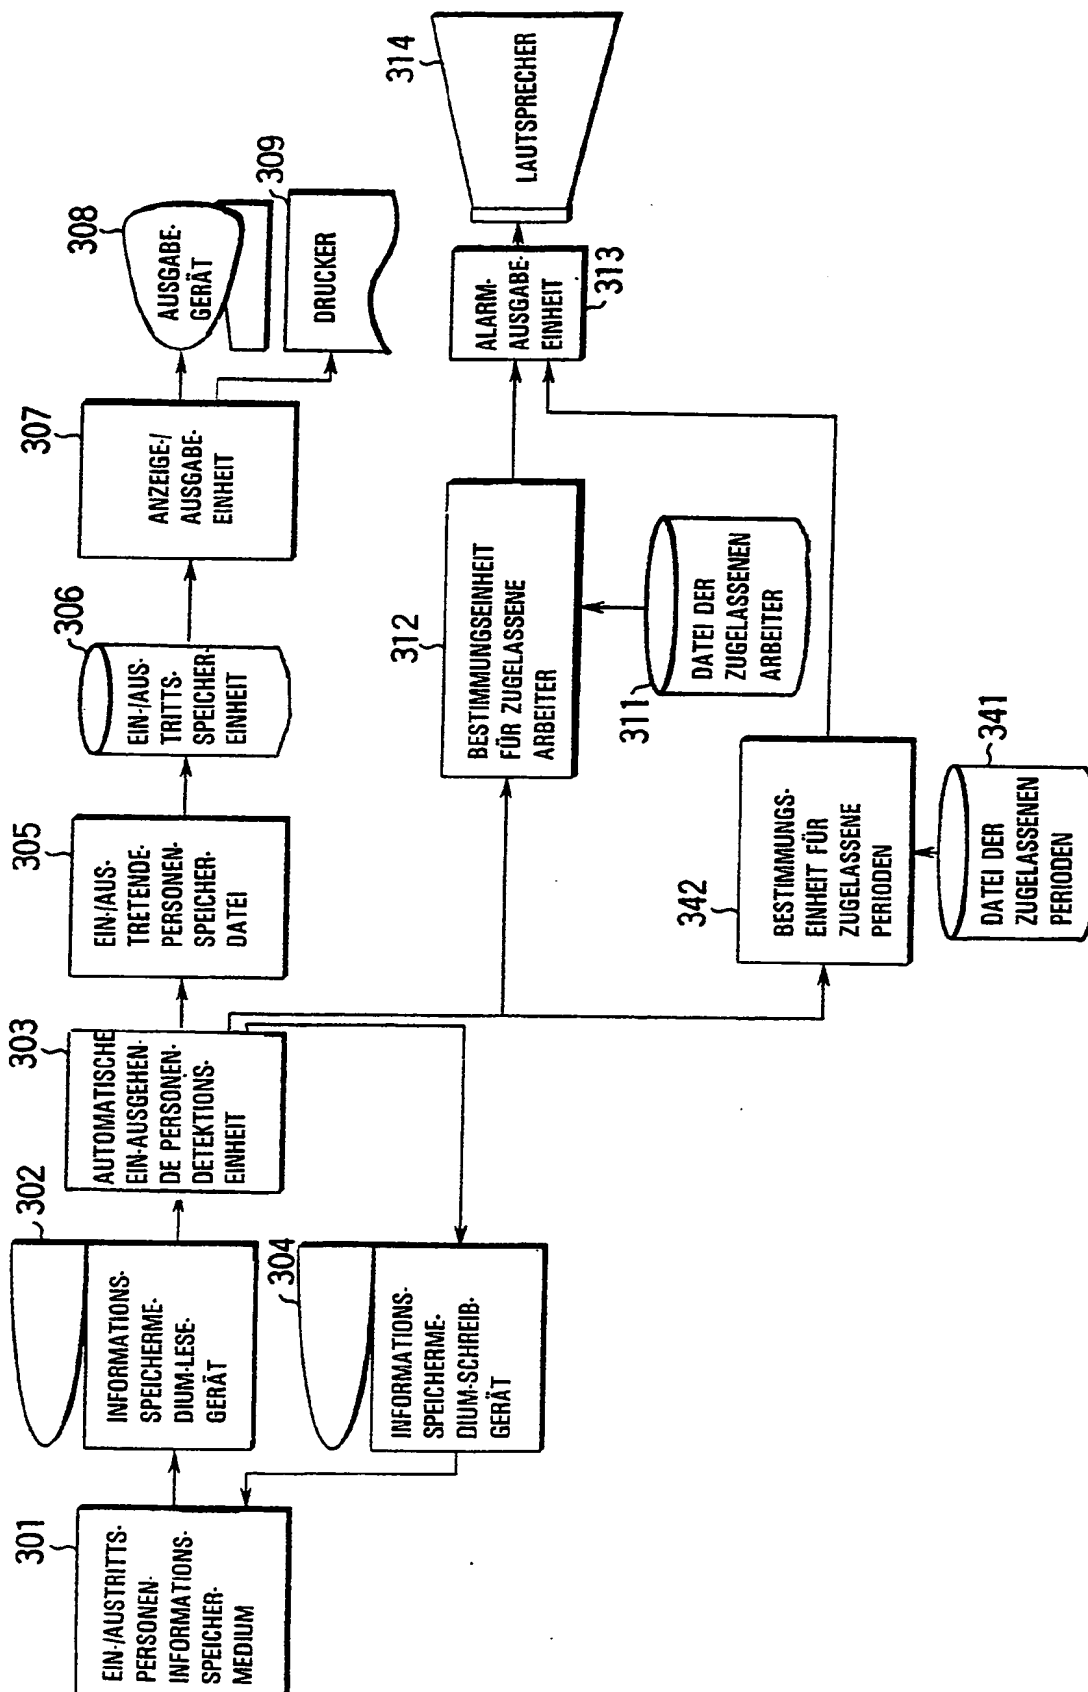 301
EIN-/AUSTRITTS-
PERSONEN-
INFORMATIONS-
SPEICHER-
MEDIUM
302
INFORMATIONS-
SPEICHERME-
DIUM-LESE-
GERÄT
304
INFORMATIONS-
SPEICHERME-
DIUM-SCHREIB-
GERÄT
303
AUTOMATISCHE
EIN-AUSGEHEN-
DE PERSONEN-
DETEKTIONS-
EINHEIT
305
EIN-/AUS-
TRETENDE-
PERSONEN-
SPEICHER-
DATEI
306
EIN-/AUS-
TRITTS-
SPEICHER-
EINHEIT
307
ANZEIGE-/
AUSGABE-
EINHEIT
308
AUSGABE-
GERÄT
309
DRUCKER
312
BESTIMMUNGSEINHEIT
FÜR ZUGELASSENE
ARBEITER
311
DATEI DER
ZUGELASSENEN
ARBEITER
342
BESTIMMUNGS-
EINHEIT FÜR
ZUGELASSENE
PERIODEN
341
DATEI DER
ZUGELASSENEN
PERIODEN
ALARM-
AUSGABE-
EINHEIT
313
314
LAUTSPRECHER